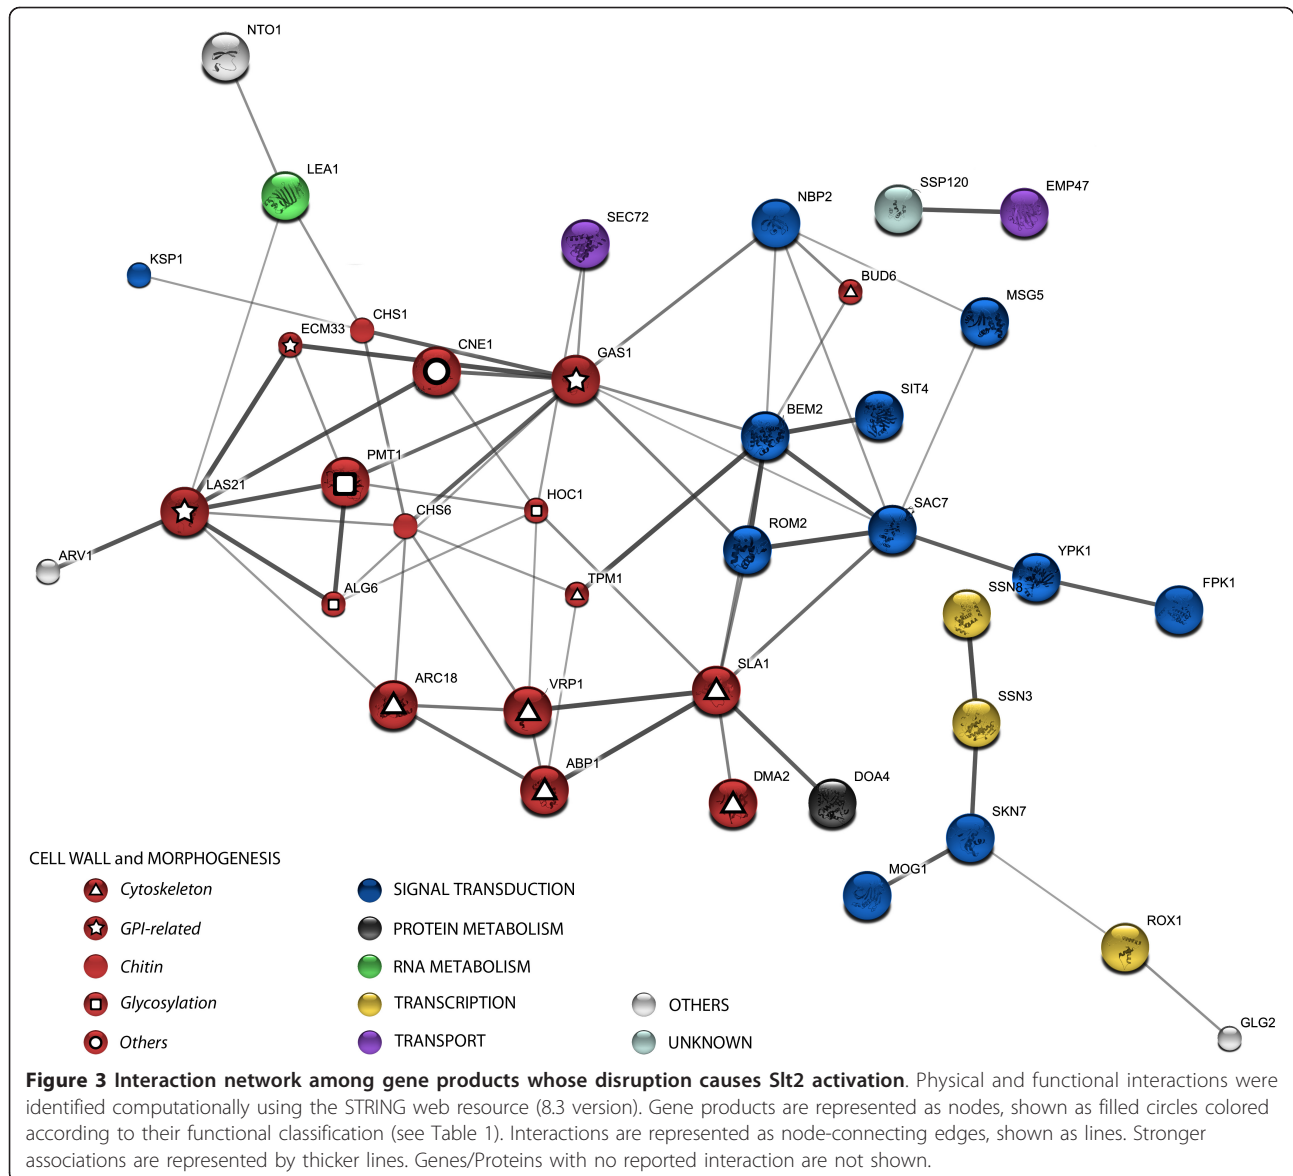 NTO1
LEA1
SEC72
NBP2
SSP120
EMP47
KSP1
BUD6
MSG5
CHS1
ECM33
CNE1
GAS1
SIT4
BEM2
PMT1
LAS21
HOC1
CHS6
SAC7
ROM2
ARV1
YPK1
ALG6
TPM1
SSN8
FPK1
SLA1
ARC18
VRP1
SSN3
ABP1
DMA2
DOA4
SKN7
MOG1
ROX1
GLG2
CELL WALL and MORPHOGENESIS
Cytoskeleton
GPI-related
Chitin
Glycosylation
Others
SIGNAL TRANSDUCTION
PROTEIN METABOLISM
RNA METABOLISM
TRANSCRIPTION
TRANSPORT
OTHERS
UNKNOWN
Figure 3 Interaction network among gene products whose disruption causes Slt2 activation. Physical and functional interactions were
identified computationally using the STRING web resource (8.3 version). Gene products are represented as nodes, shown as filled circles colored
according to their functional classification (see Table 1). Interactions are represented as node-connecting edges, shown as lines. Stronger
associations are represented by thicker lines. Genes/Proteins with no reported interaction are not shown.